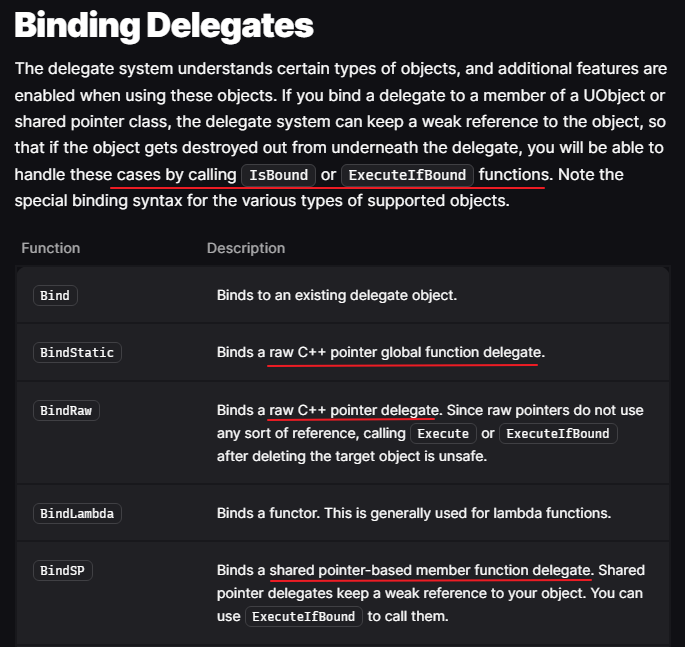 Binding Delegates
The delegate system understands certain types of objects, and additional features are
enabled when using these objects. If you bind a delegate to a member of a UObject or
shared pointer class, the delegate system can keep a weak reference to the object, so
that if the object gets destroyed out from underneath the delegate, you will be able to
handle these cases by calling IsBound or ExecuteIfBound functions. Note the
special binding syntax for the various types of supported objects.
Function Description
Bind Binds to an existing delegate object.
BindStatic Binds a raw C++ pointer global function delegate.
BindRaw Binds a raw C++ pointer delegate. Since raw pointers do not use
any sort of reference, calling Execute or ExecuteIfBound
after deleting the target object is unsafe.
BindLambda Binds a functor. This is generally used for lambda functions.
BindSP Binds a shared pointer-based member function delegate. Shared
pointer delegates keep a weak reference to your object. You can
use ExecuteIfBound to call them.